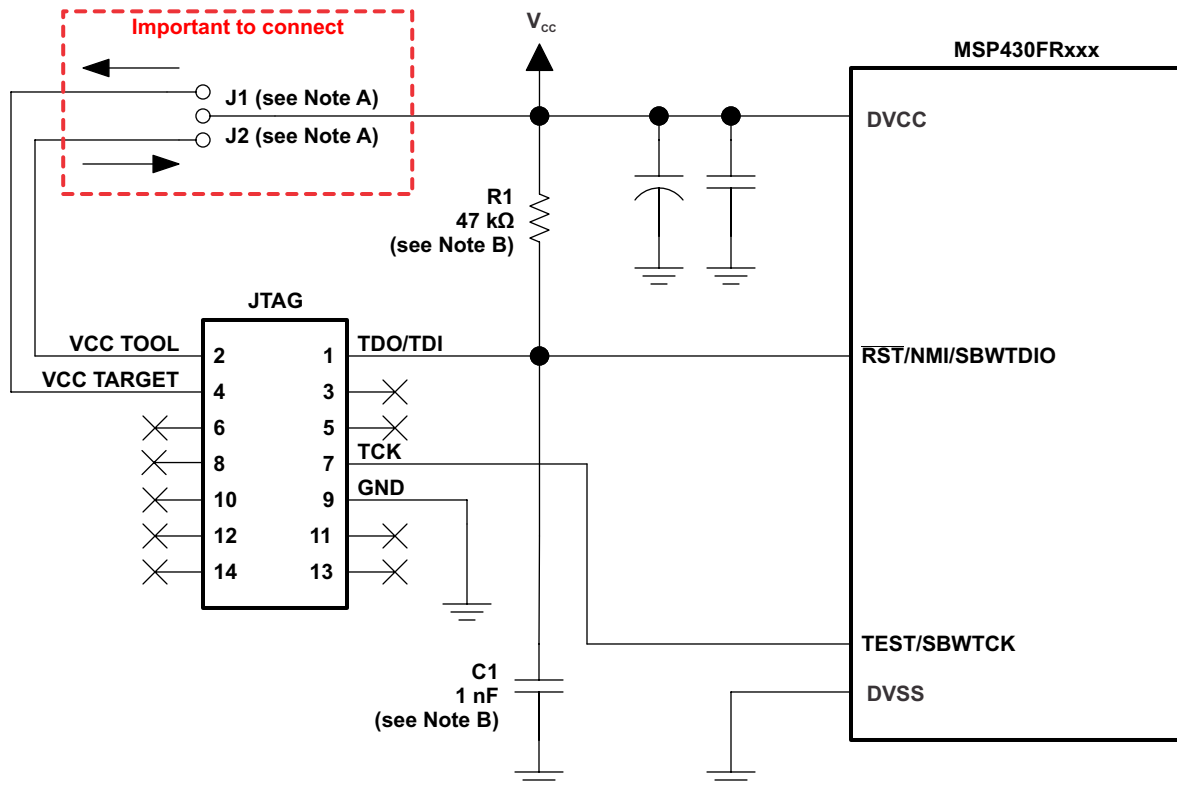 Important to connect
J1 (see Note A)
J2 (see Note A)
VCC
MSP430FRxxx
DVCC
R1
47 kΩ
(see Note B)
JTAG
VCC TOOL
2
1
TDO/TDI
RST/NMI/SBWTDIO
VCC TARGET
4
3
6
5
8
7
TCK
10
9
GND
12
11
14
13
TEST/SBWTCK
C1
1 nF
(see Note B)
DVSS